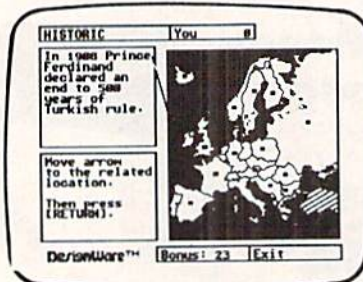 HISTORIC You 0
In 1908 Prince
Ferdinand
declared an
end to 500
years of
Turkish rule.
Move arrow
to the related
location.
Then press
[RETURN].
DesignWare™ Bonus: 23 Exit